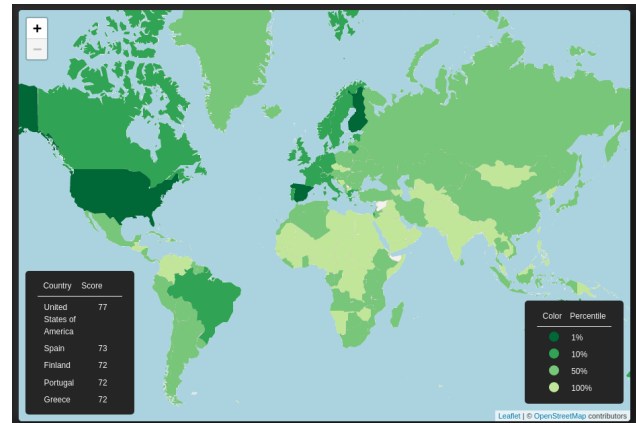 +
−
Country Score
United 77
States of
America
Spain 73
Finland 72
Portugal 72
Greece 72
Color Percentile
1%
10%
50%
100%
Leaflet | © OpenStreetMap contributors